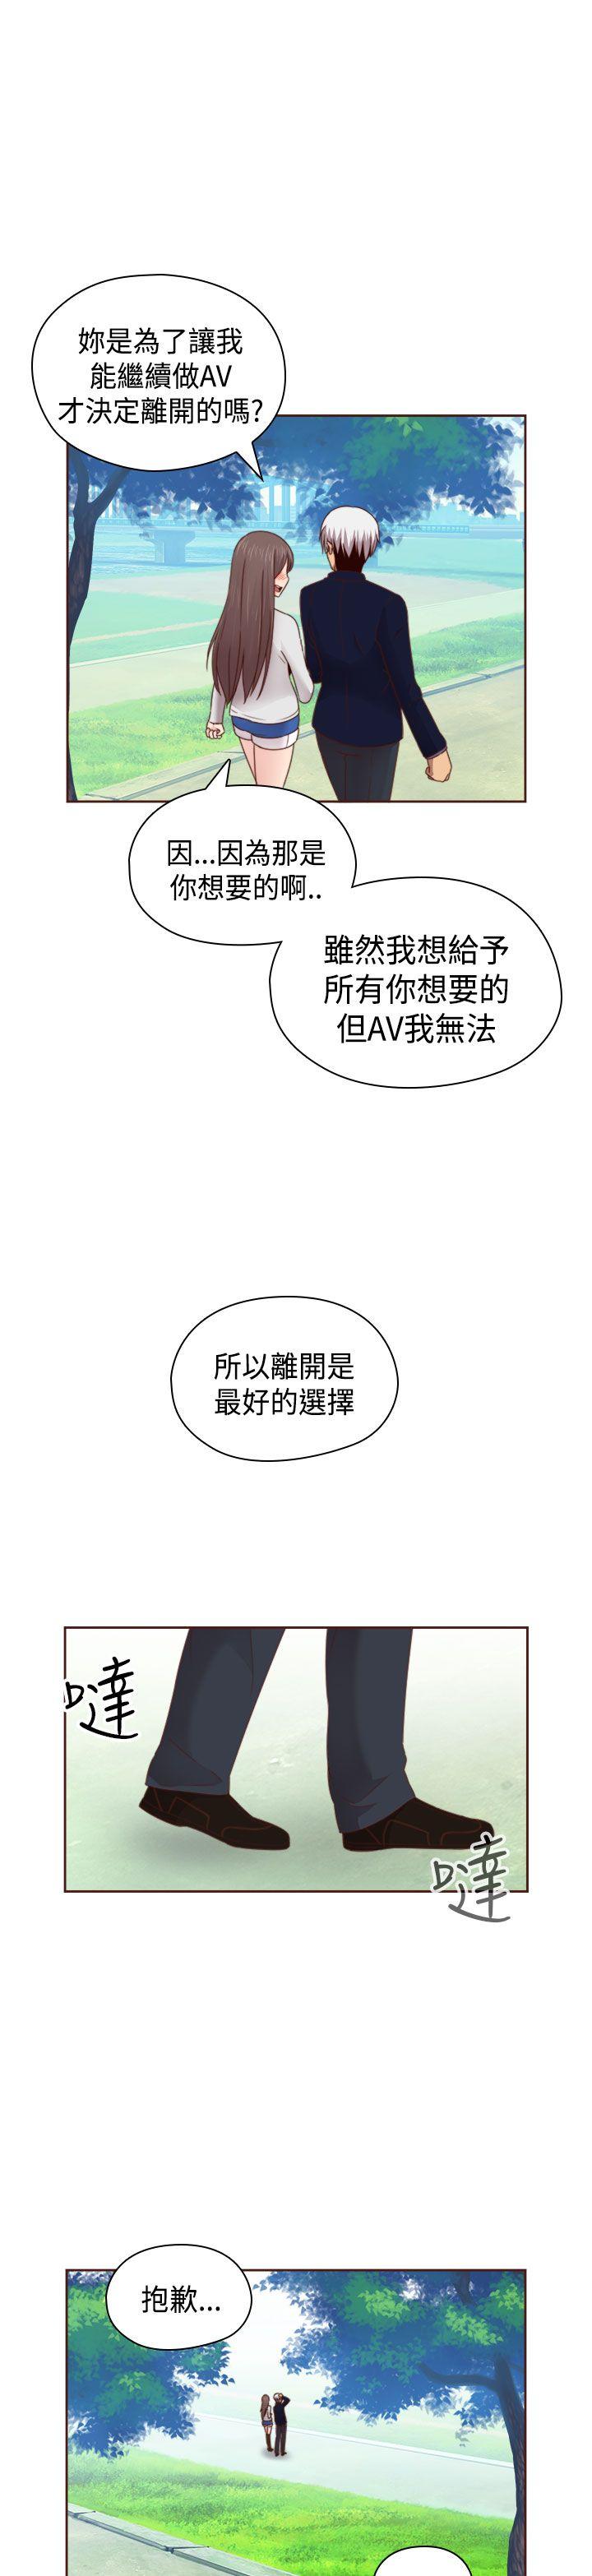 妳是為了讓我
能繼續做AV
才決定離開的嗎?
因...因為那是
你想要的啊..
雖然我想給予
所有你想要的
但AV我無法
所以離開是
最好的選擇
噠
噠
抱歉...